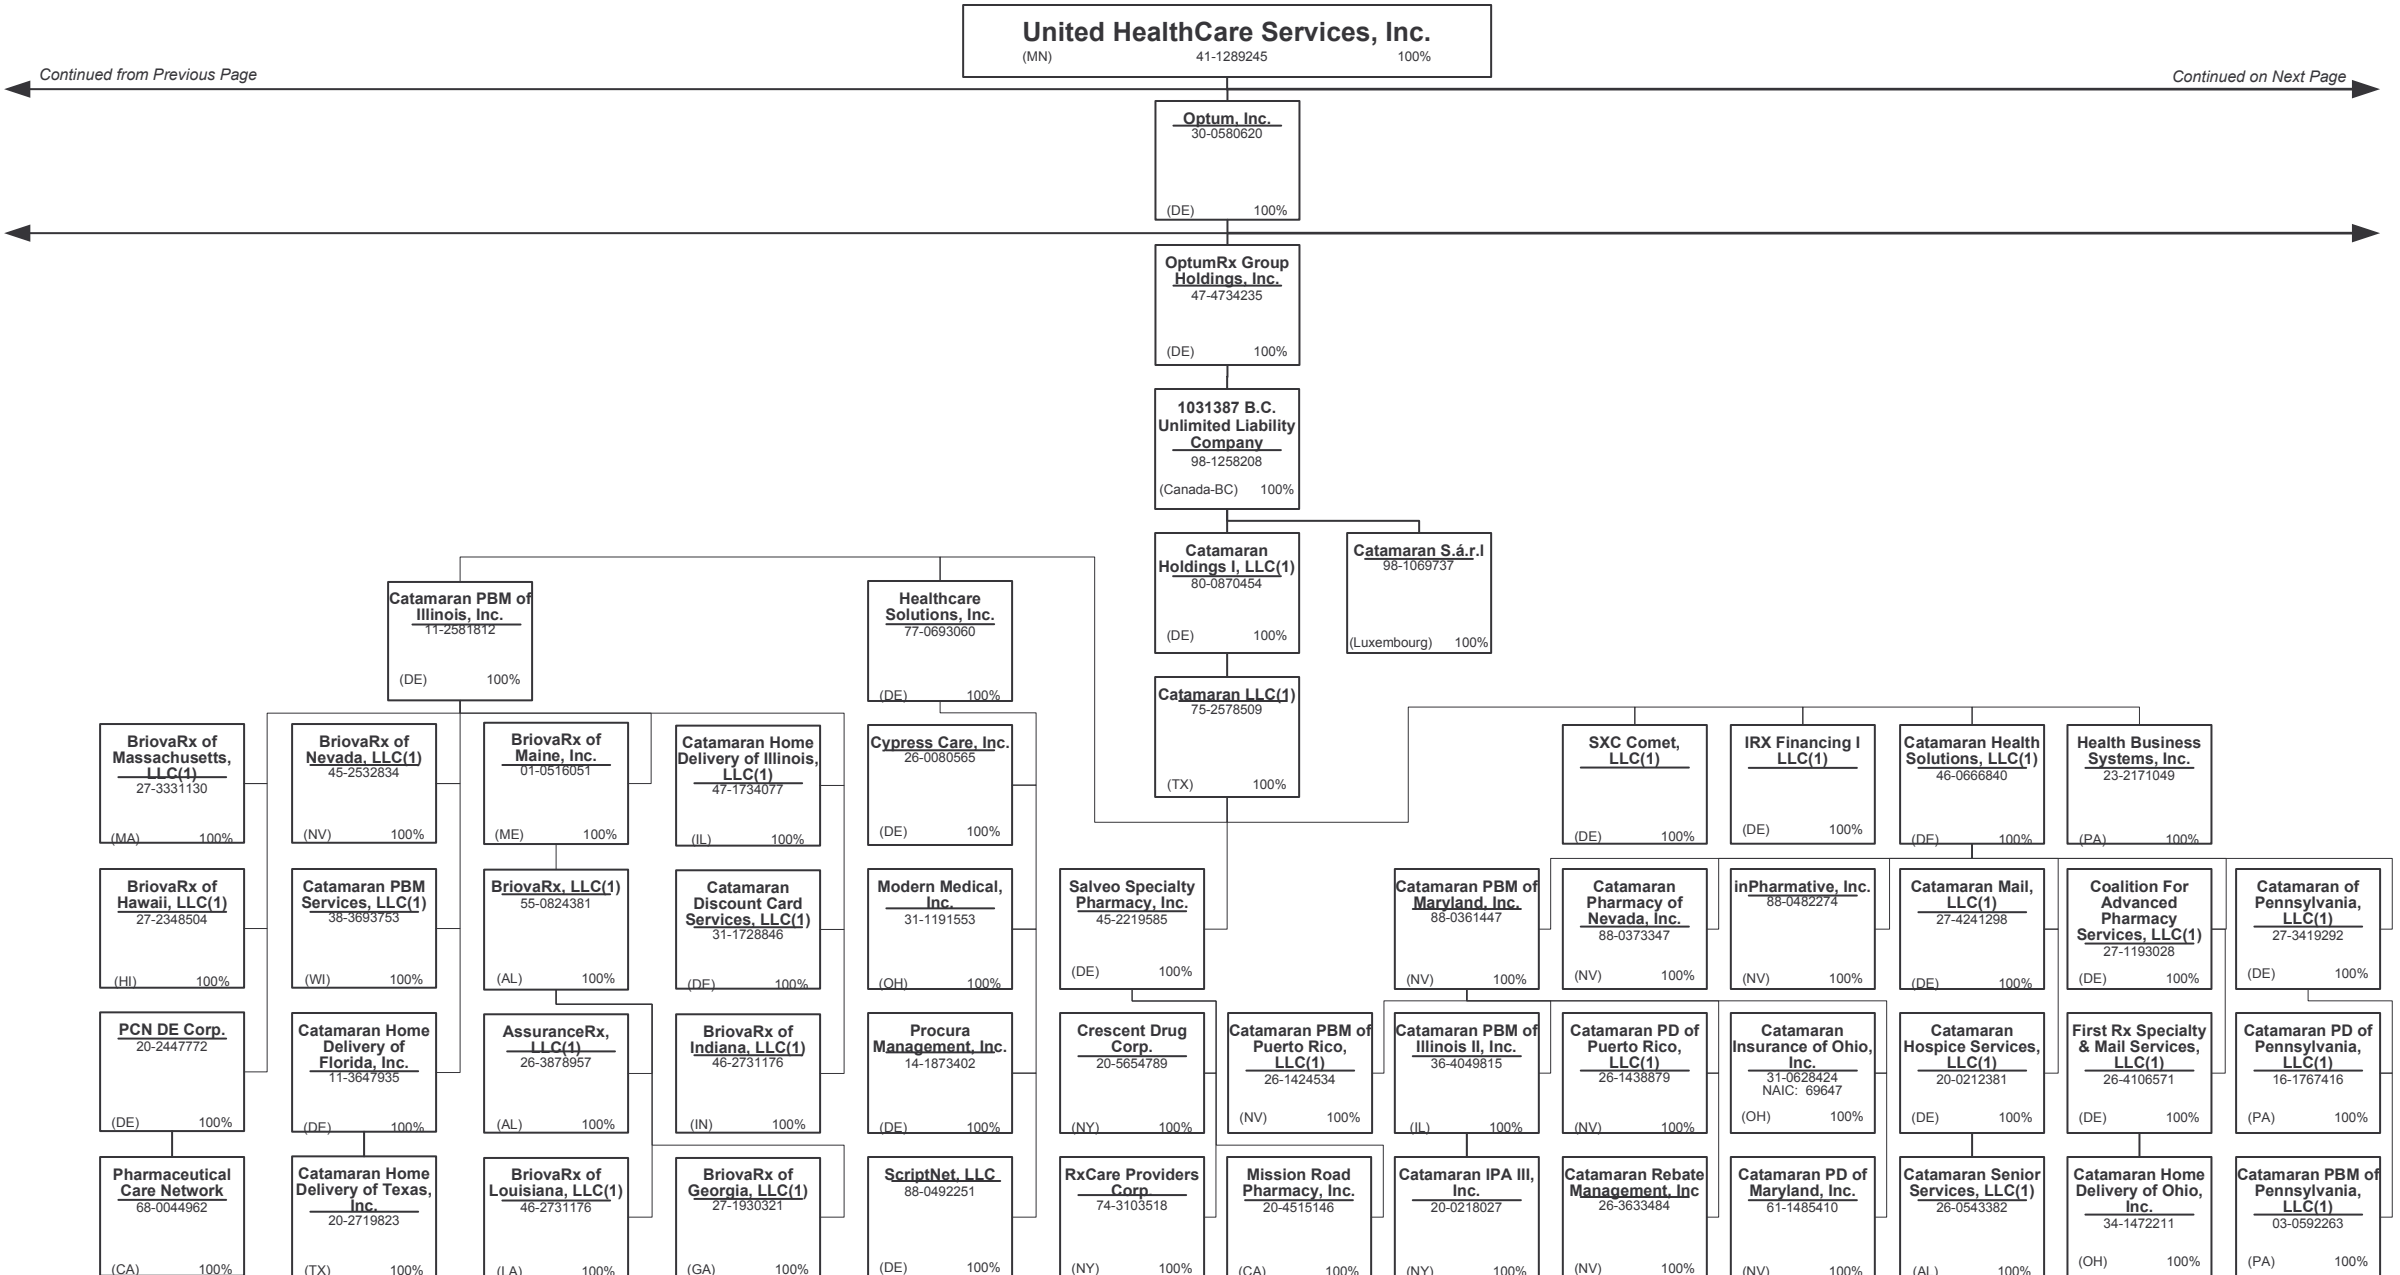 United HealthCare Services, Inc.
(MN) 41-1289245 100%
Continued from Previous Page
Continued on Next Page
Optum, Inc.
30-0580620
(DE) 100%
OptumRx Group
Holdings, Inc.
47-4734235
(DE) 100%
1031387 B.C.
Unlimited Liability
Company
98-1258208
(Canada-BC) 100%
Catamaran
Holdings I, LLC(1)
80-0870454
(DE) 100%
Catamaran S.á.r.l
98-1069737
(Luxembourg) 100%
Catamaran PBM of
Illinois, Inc.
11-2581812
(DE) 100%
Healthcare
Solutions, Inc.
77-0693060
(DE) 100%
Catamaran LLC(1)
75-2578509
(TX) 100%
BriovaRx of
Massachusetts,
LLC(1)
27-3331130
(MA) 100%
BriovaRx of
Nevada, LLC(1)
45-2532834
(NV) 100%
BriovaRx of
Maine, Inc.
01-0516051
(ME) 100%
Catamaran Home
Delivery of Illinois,
LLC(1)
47-1734077
(IL) 100%
Cypress Care, Inc.
26-0080565
(DE) 100%
SXC Comet,
LLC(1)
(DE) 100%
IRX Financing I
LLC(1)
(DE) 100%
Catamaran Health
Solutions, LLC(1)
46-0666840
(DE) 100%
Health Business
Systems, Inc.
23-2171049
(PA) 100%
BriovaRx of
Hawaii, LLC(1)
27-2348504
(HI) 100%
Catamaran PBM
Services, LLC(1)
38-3693753
(WI) 100%
BriovaRx, LLC(1)
55-0824381
(AL) 100%
Catamaran
Discount Card
Services, LLC(1)
31-1728846
(DE) 100%
Modern Medical,
Inc.
31-1191553
(OH) 100%
Salveo Specialty
Pharmacy, Inc.
45-2219585
(DE) 100%
Catamaran PBM of
Maryland, Inc.
88-0361447
(NV) 100%
Catamaran
Pharmacy of
Nevada, Inc.
88-0373347
(NV) 100%
inPharmative, Inc.
88-0482274
(NV) 100%
Catamaran Mail,
LLC(1)
27-4241298
(DE) 100%
Coalition For
Advanced
Pharmacy
Services, LLC(1)
27-1193028
(DE) 100%
Catamaran of
Pennsylvania,
LLC(1)
27-3419292
(DE) 100%
PCN DE Corp.
20-2447772
(DE) 100%
Catamaran Home
Delivery of
Florida, Inc.
11-3647935
(DE) 100%
AssuranceRx,
LLC(1)
26-3878957
(AL) 100%
BriovaRx of
Indiana, LLC(1)
46-2731176
(IN) 100%
Procura
Management, Inc.
14-1873402
(DE) 100%
Crescent Drug
Corp.
20-5654789
(NY) 100%
Catamaran PBM of
Puerto Rico,
LLC(1)
26-1424534
(NV) 100%
Catamaran PBM of
Illinois II, Inc.
36-4049815
(IL) 100%
Catamaran PD of
Puerto Rico,
LLC(1)
26-1438879
(NV) 100%
Catamaran
Insurance of Ohio,
Inc.
31-0628424
NAIC: 69647
(OH) 100%
Catamaran
Hospice Services,
LLC(1)
20-0212381
(DE) 100%
First Rx Specialty
& Mail Services,
LLC(1)
26-4106571
(DE) 100%
Catamaran PD of
Pennsylvania,
LLC(1)
16-1767416
(PA) 100%
Pharmaceutical
Care Network
68-0044962
(CA) 100%
Catamaran Home
Delivery of Texas,
Inc.
20-2719823
(TX) 100%
BriovaRx of
Louisiana, LLC(1)
46-2731176
(LA) 100%
BriovaRx of
Georgia, LLC(1)
27-1930321
(GA) 100%
ScriptNet, LLC
88-0492251
(DE) 100%
RxCare Providers
Corp.
74-3103518
(NY) 100%
Mission Road
Pharmacy, Inc.
20-4515146
(CA) 100%
Catamaran IPA III,
Inc.
20-0218027
(NY) 100%
Catamaran Rebate
Management, Inc
26-3633484
(NV) 100%
Catamaran PD of
Maryland, Inc.
61-1485410
(NV) 100%
Catamaran Senior
Services, LLC(1)
26-0543382
(AL) 100%
Catamaran Home
Delivery of Ohio,
Inc.
34-1472211
(OH) 100%
Catamaran PBM of
Pennsylvania,
LLC(1)
03-0592263
(PA) 100%